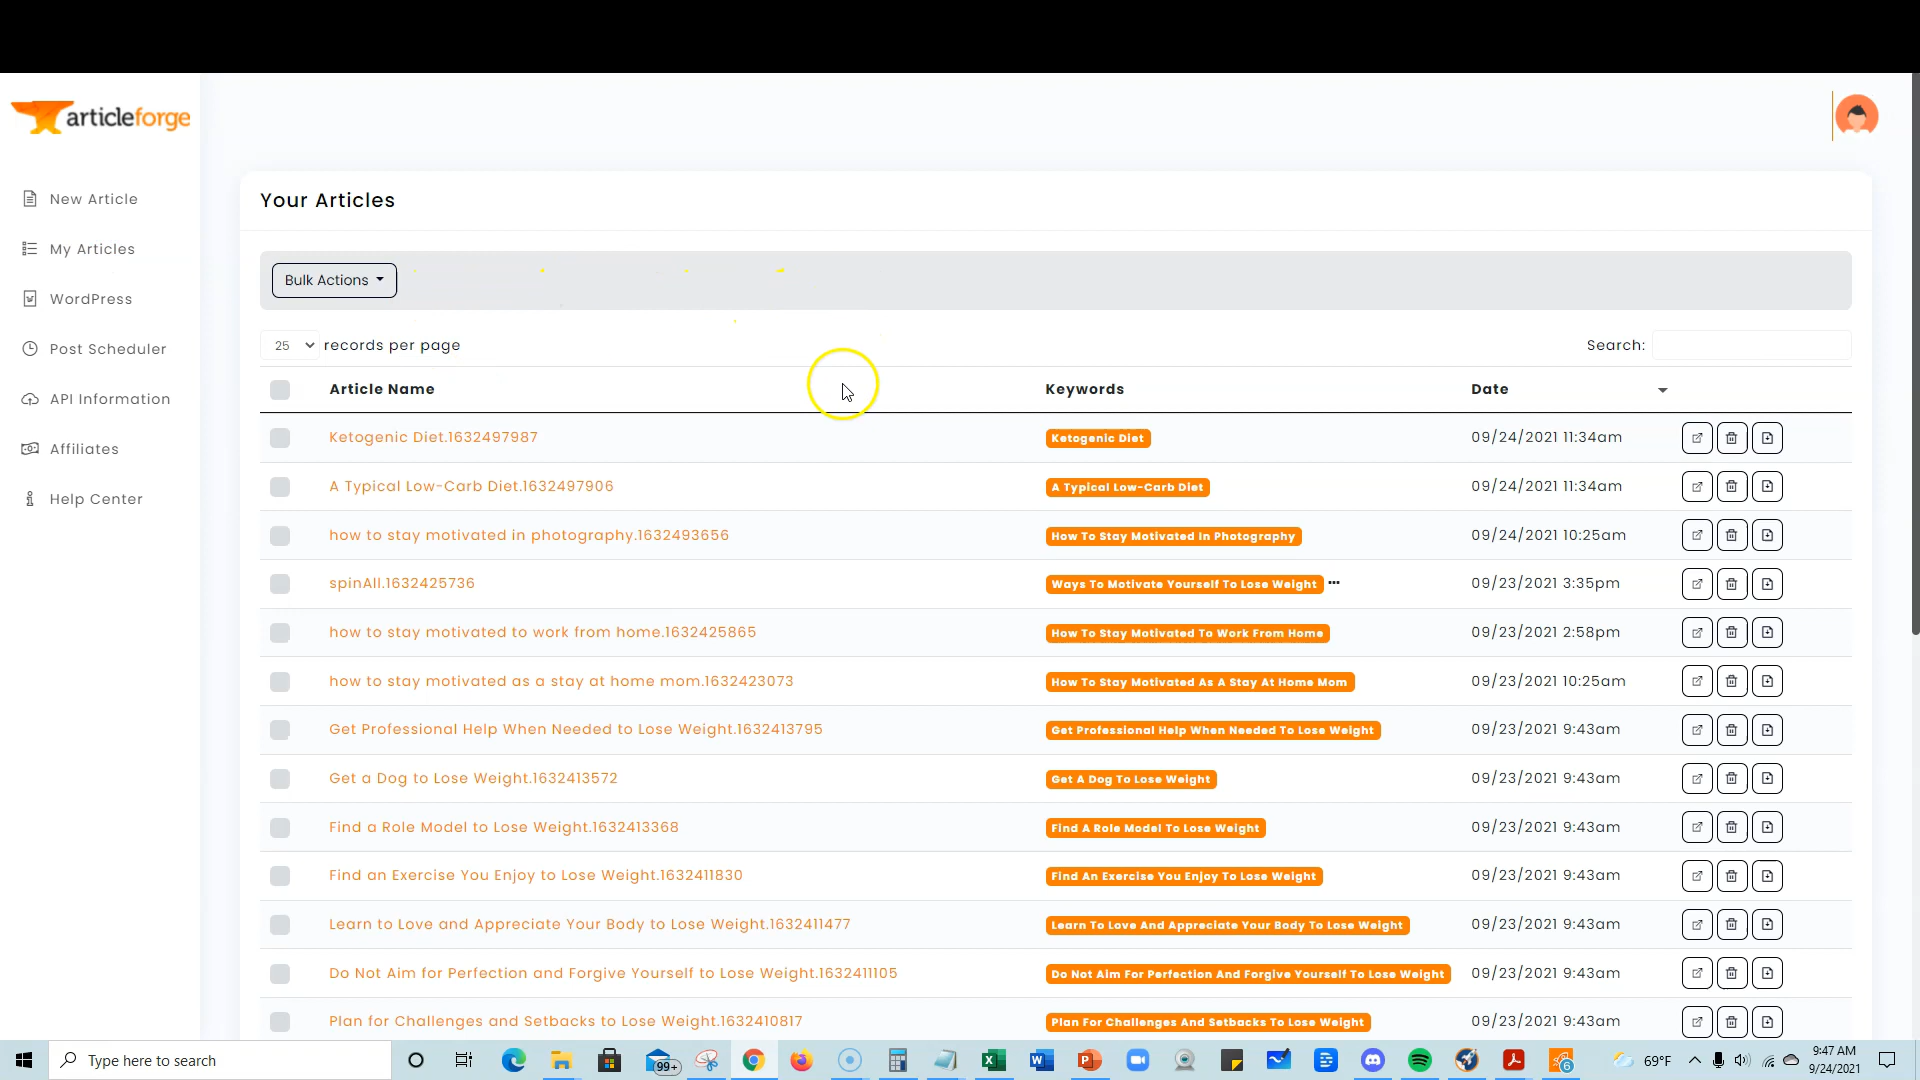 articleforge
New Article
My Articles
WordPress
Post Scheduler
API Information
Affiliates
Help Center
Your Articles
Bulk Actions
25 records per page Search:
Article Name Keywords Date
Ketogenic Diet.1632497987 Ketogenic Diet 09/24/2021 11:34am
A Typical Low-Carb Diet.1632497906 A Typical Low-Carb Diet 09/24/2021 11:34am
how to stay motivated in photography.1632493656 How To Stay Motivated In Photography 09/24/2021 10:25am
spinAll.1632425736 Ways To Motivate Yourself To Lose Weight ... 09/23/2021 3:35pm
how to stay motivated to work from home.1632425865 How To Stay Motivated To Work From Home 09/23/2021 2:58pm
how to stay motivated as a stay at home mom.1632423073 How To Stay Motivated As A Stay At Home Mom 09/23/2021 10:25am
Get Professional Help When Needed to Lose Weight.1632413795 Get Professional Help When Needed To Lose Weight 09/23/2021 9:43am
Get a Dog to Lose Weight.1632413572 Get A Dog To Lose Weight 09/23/2021 9:43am
Find a Role Model to Lose Weight.1632413368 Find A Role Model To Lose Weight 09/23/2021 9:43am
Find an Exercise You Enjoy to Lose Weight.1632411830 Find An Exercise You Enjoy To Lose Weight 09/23/2021 9:43am
Learn to Love and Appreciate Your Body to Lose Weight.1632411477 Learn To Love And Appreciate Your Body To Lose Weight 09/23/2021 9:43am
Do Not Aim for Perfection and Forgive Yourself to Lose Weight.1632411105 Do Not Aim For Perfection And Forgive Yourself To Lose Weight 09/23/2021 9:43am
Plan for Challenges and Setbacks to Lose Weight.1632410817 Plan For Challenges And Setbacks To Lose Weight 09/23/2021 9:43am
Type here to search 99+ 6 69°F 9:47 AM
9/24/2021